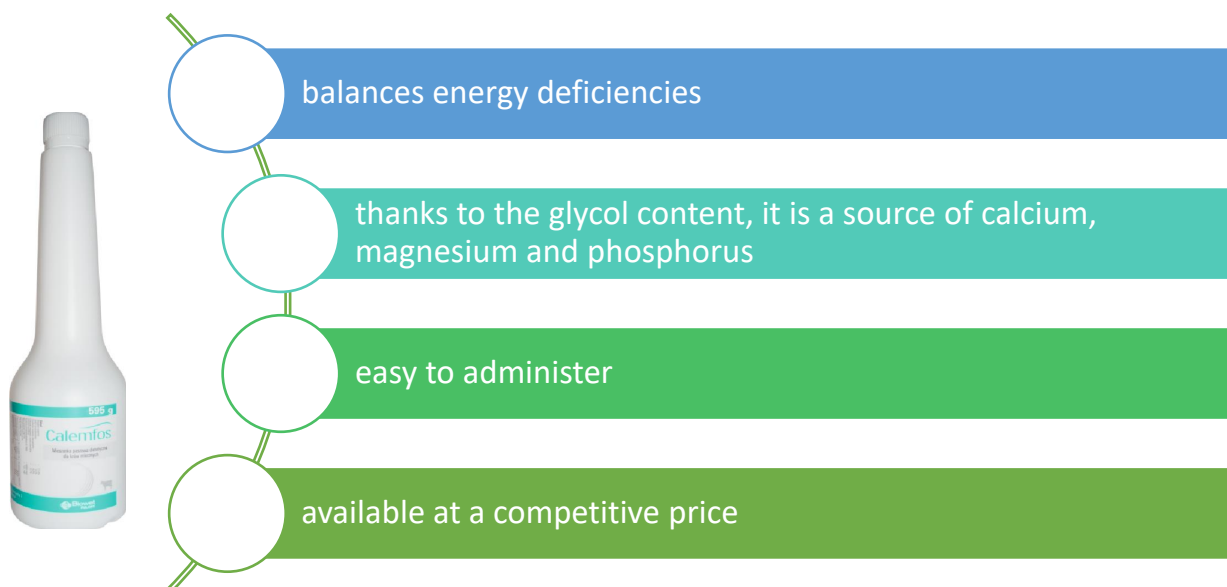 balances energy deficiencies
thanks to the glycol content, it is a source of calcium,
magnesium and phosphorus
easy to administer
available at a competitive price
595 g
Calemfos